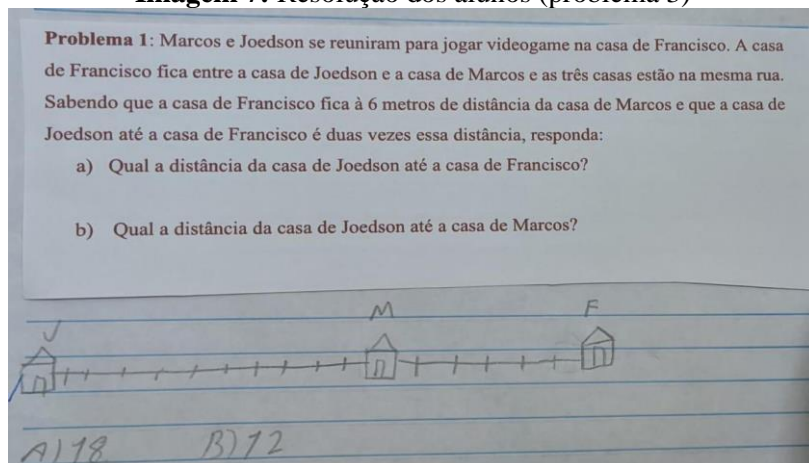 Imagem 7: Resolução dos alunos (problema 3)
Problema 1: Marcos e Joedson se reuniram para jogar videogame na casa de Francisco. A casa
de Francisco fica entre a casa de Joedson e a casa de Marcos e as três casas estão na mesma rua.
Sabendo que a casa de Francisco fica à 6 metros de distância da casa de Marcos e que a casa de
Joedson até a casa de Francisco é duas vezes essa distância, responda:
a) Qual a distância da casa de Joedson até a casa de Francisco?
b) Qual a distância da casa de Joedson até a casa de Marcos?
J M F
A) 18 B) 12